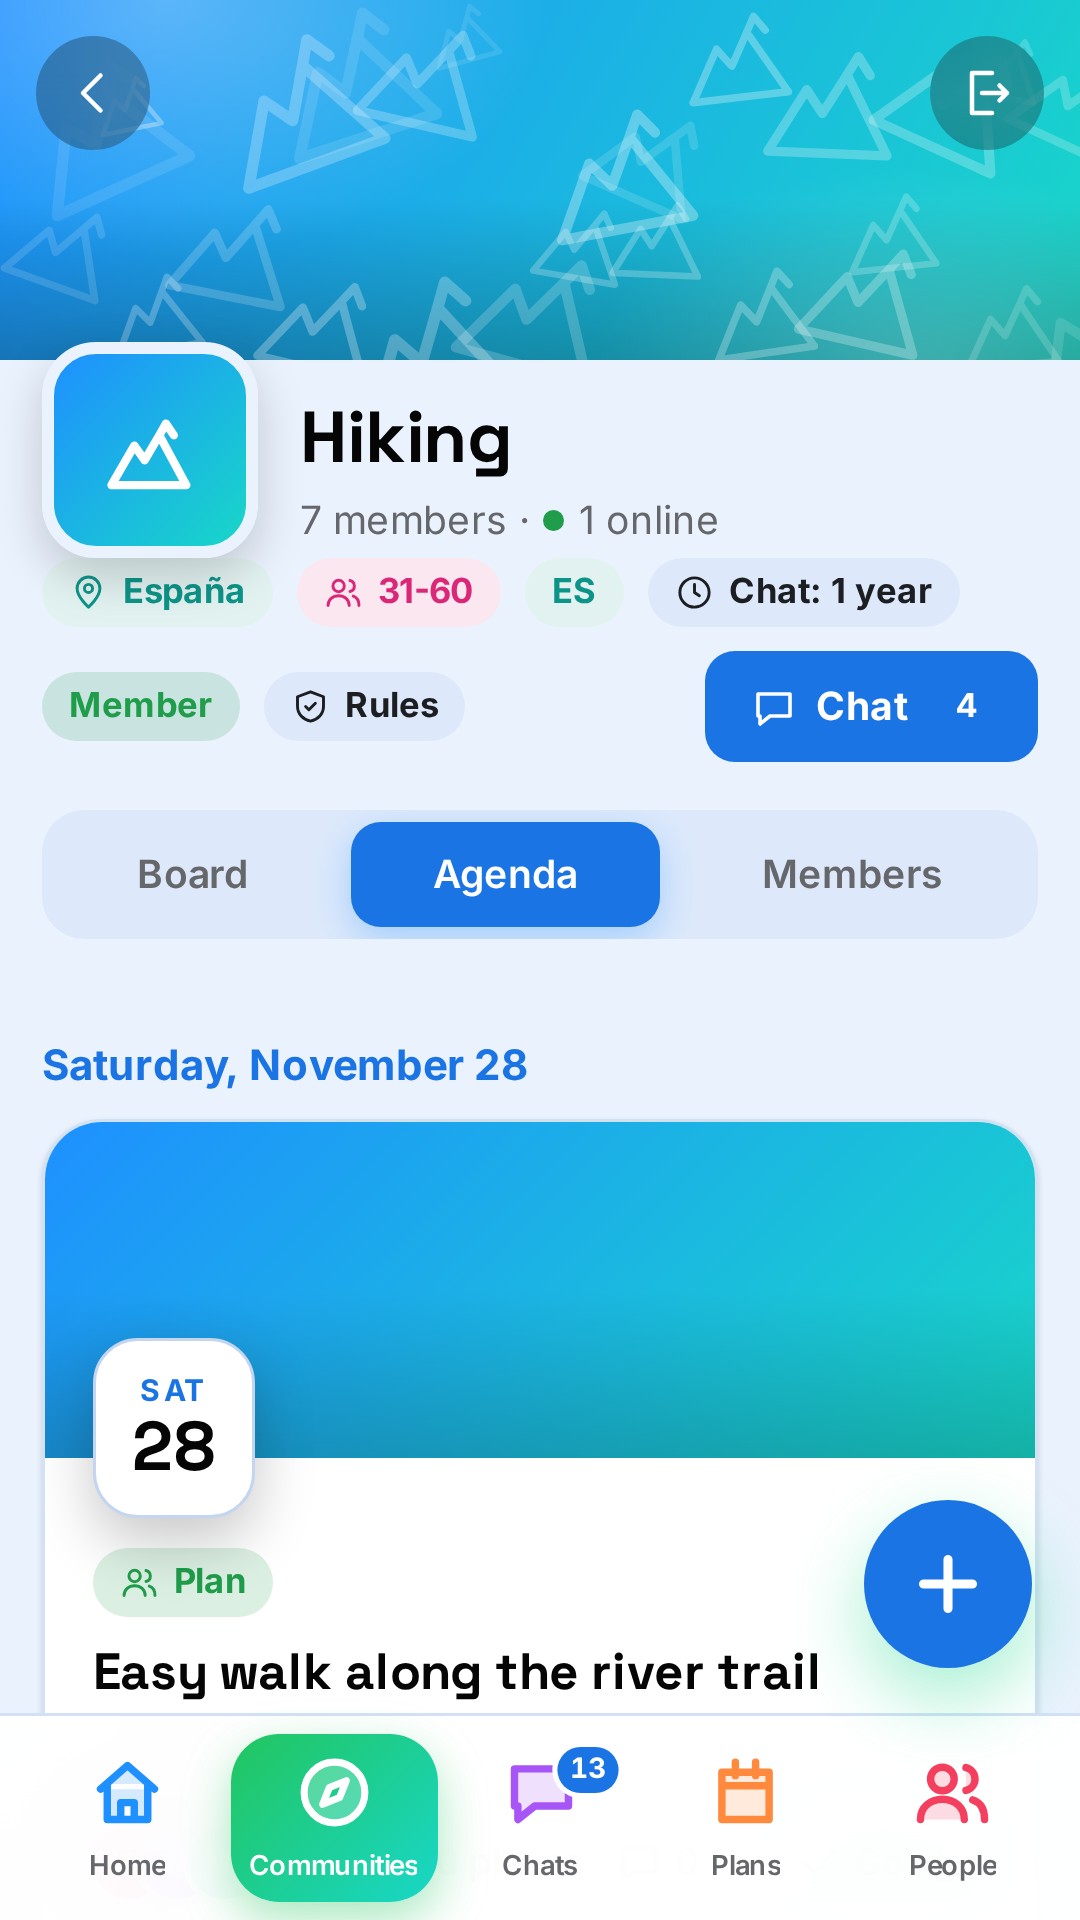 Hiking
7 members · 1 online
España 31-60 ES Chat: 1 year
Member Rules Chat 4
Board Agenda Members
Saturday, November 28
SAT
28
Plan
Easy walk along the river trail
13
Home Communities Chats Plans People